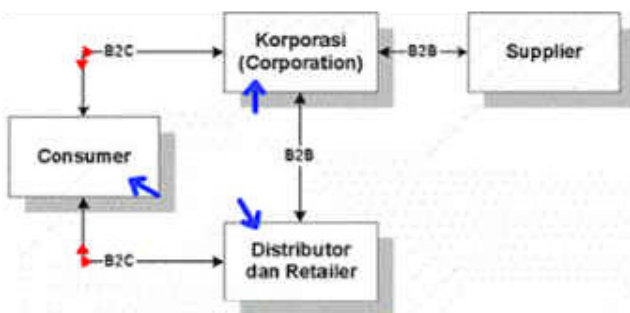 B2C
Korporasi
(Corporation)
B2B
Supplier
Consumer
B2B
B2C
Distributor
dan Retailer